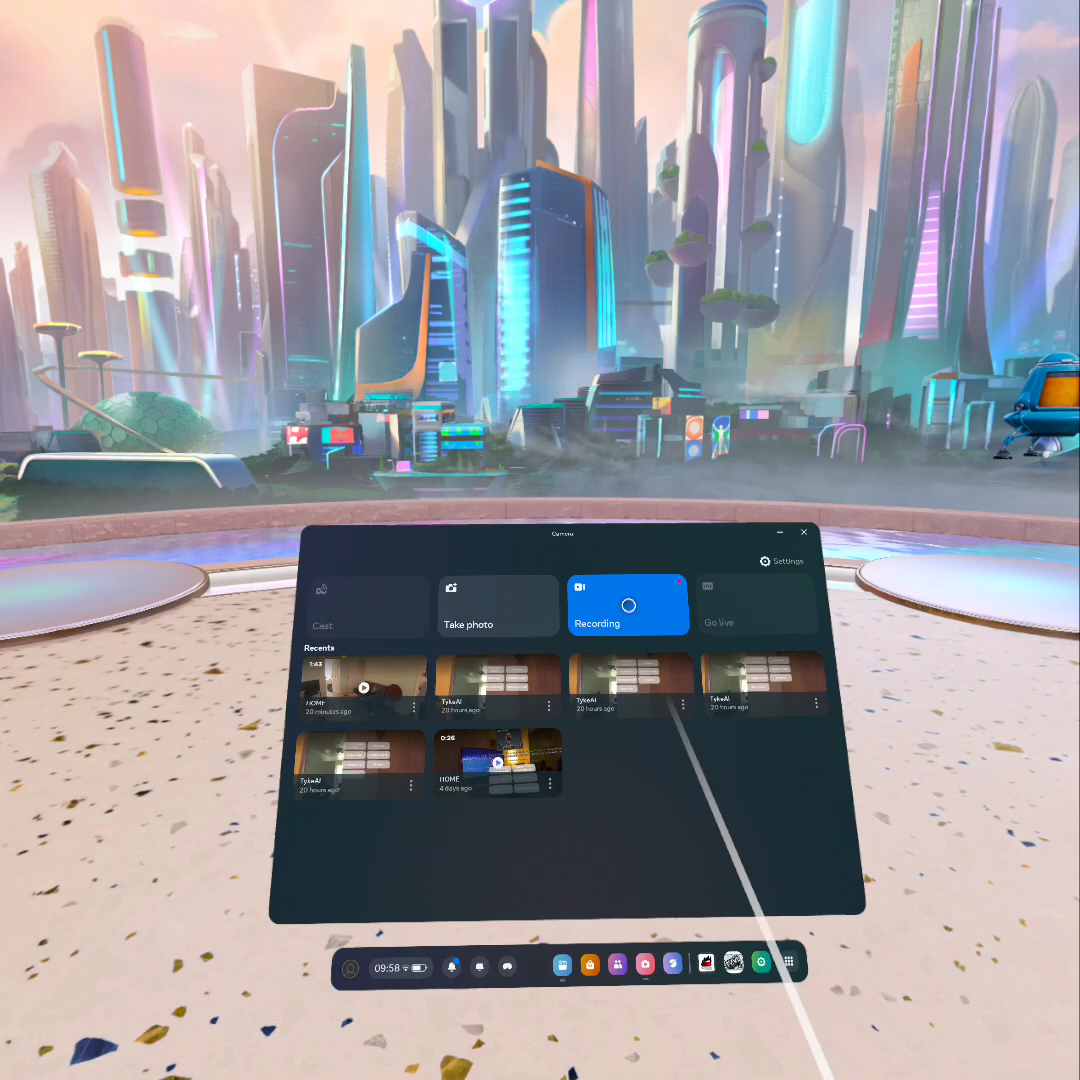 Camera
Settings
Cast
Take photo
Recording
Go live
Recents
1:43
HOME
20 minutes ago
TykeAI
20 hours ago
TykeAI
20 hours ago
TykeAI
20 hours ago
TykeAI
20 hours ago
0:26
HOME
4 days ago
09:58